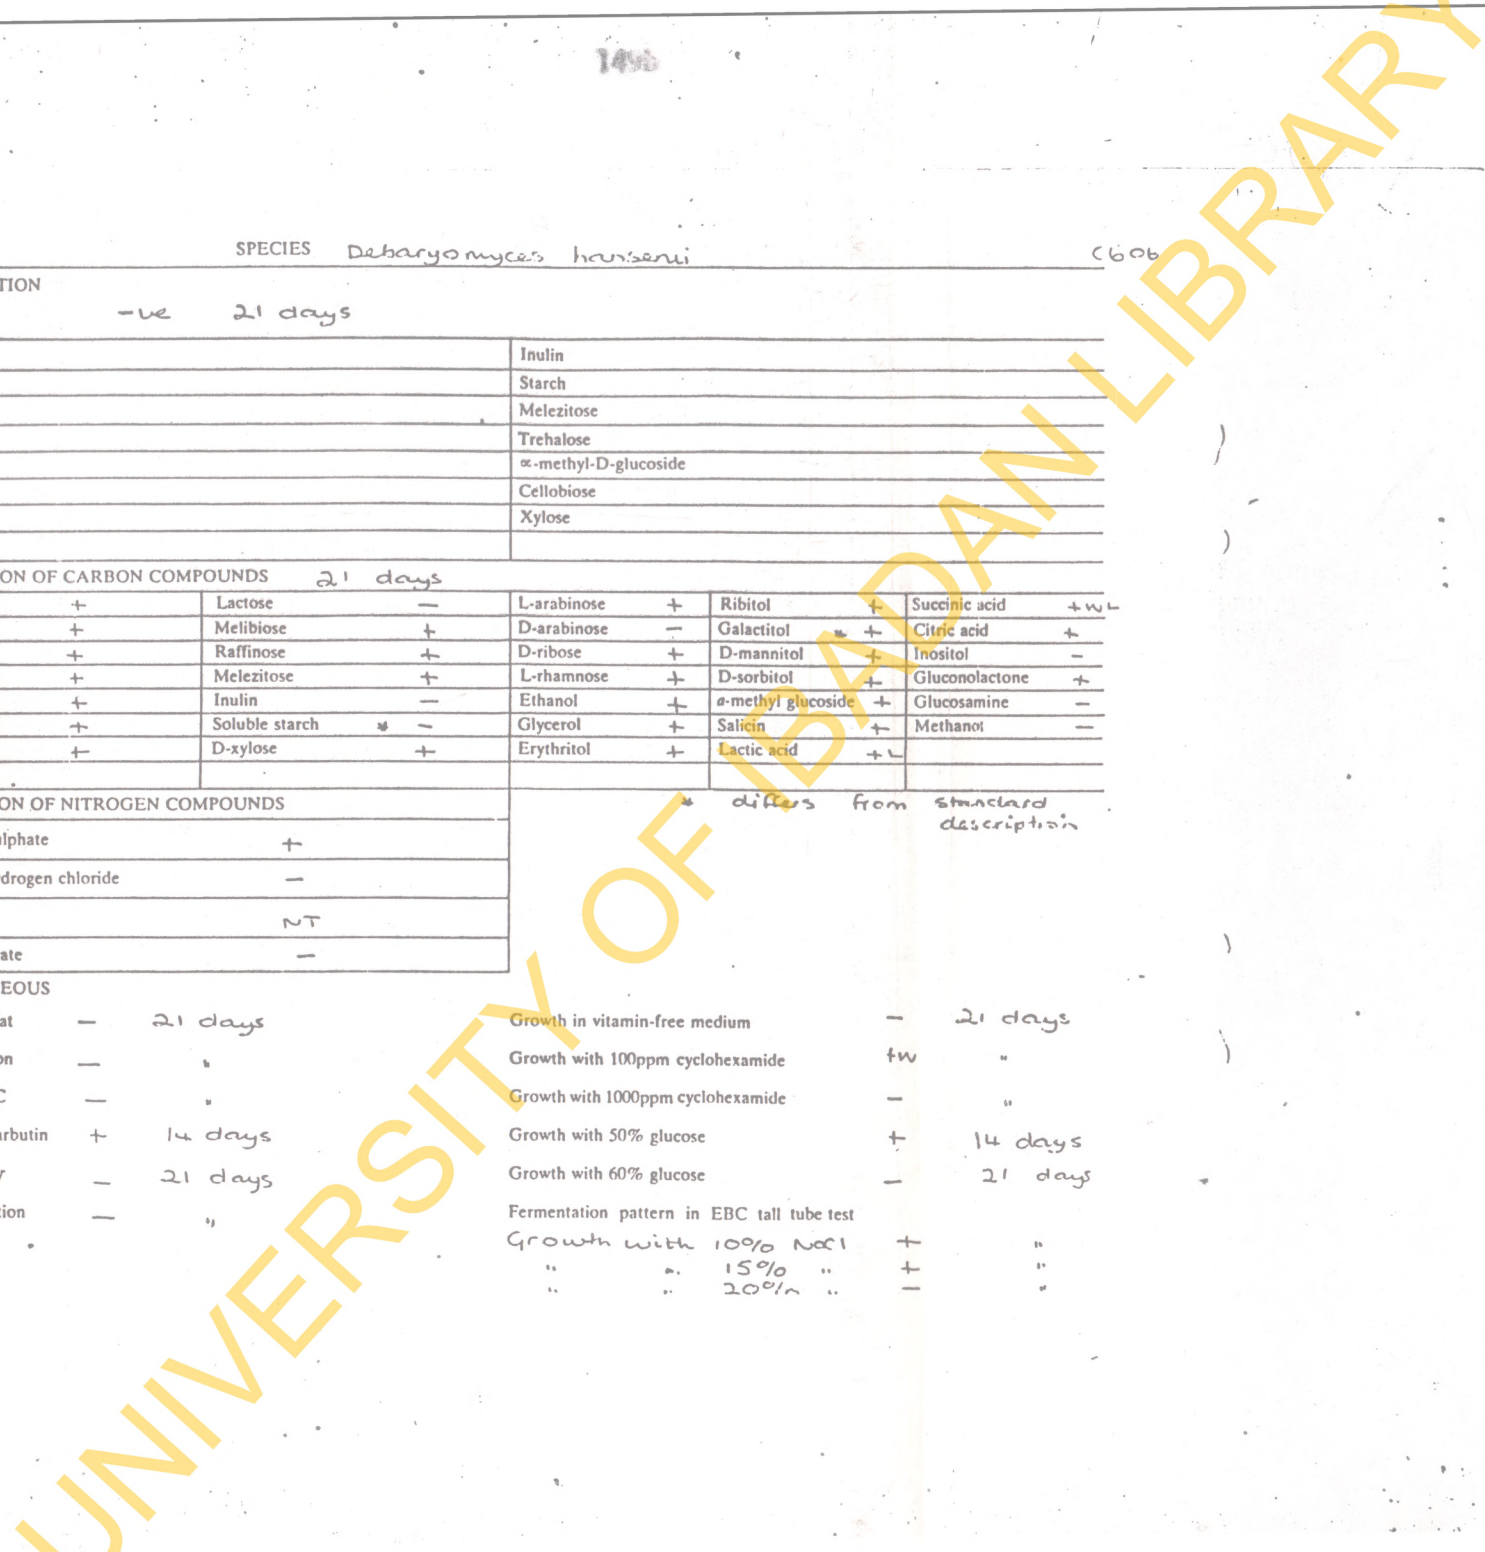 149b
SPECIES Debaryomyces hansenii C60b
TION
-ve 21 days
Inulin
Starch
Melezitose
Trehalose
∝-methyl-D-glucoside
Cellobiose
Xylose
ON OF CARBON COMPOUNDS 21 days
+ Lactose — L-arabinose + Ribitol + Succinic acid +WL
+ Melibiose + D-arabinose — Galactitol * + Citric acid +
+ Raffinose + D-ribose + D-mannitol + Inositol —
+ Melezitose + L-rhamnose + D-sorbitol + Gluconolactone +
+ Inulin — Ethanol + α-methyl glucoside + Glucosamine —
+ Soluble starch * — Glycerol + Salicin + Methanol —
+ D-xylose + Erythritol + Lactic acid +L
ON OF NITROGEN COMPOUNDS
* differs from standard
description
lphate +
drogen chloride —
NT
ate —
EOUS
at — 21 days Growth in vitamin-free medium — 21 days
on — " Growth with 100ppm cyclohexamide +w "
C — " Growth with 1000ppm cyclohexamide — "
rbutin + 14 days Growth with 50% glucose + 14 days
— 21 days Growth with 60% glucose — 21 days
tion — " Fermentation pattern in EBC tall tube test
Growth with 10% NaCl + "
" " 15% " + "
" " 20% " — "
UNIVERSITY OF IBADAN LIBRARY